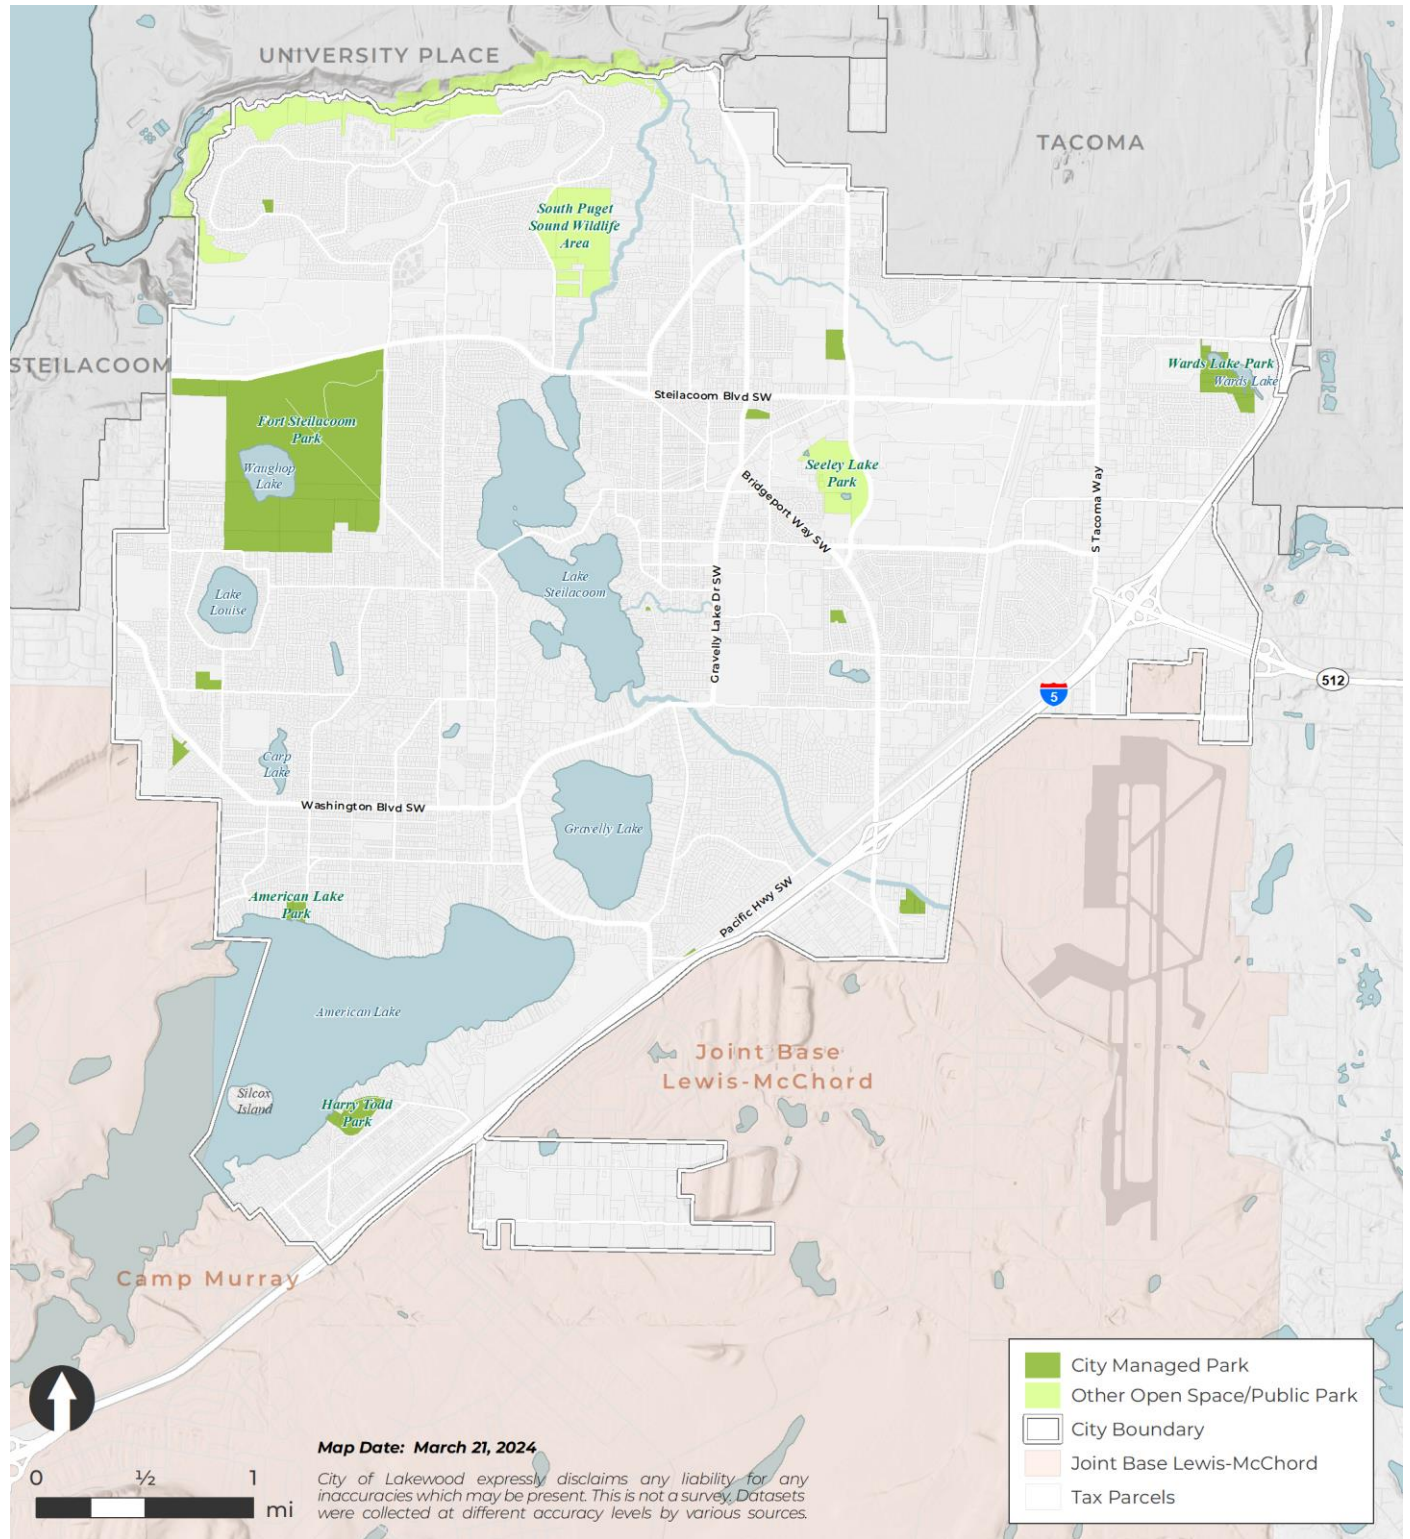 UNIVERSITY PLACE
TACOMA
South Puget
Sound Wildlife
Area
STEILACOOM
Wards Lake Park
Wards Lake
Steilacoom Blvd SW
Fort Steilacoom
Park
Waughop
Lake
Seeley Lake
Park
Bridgeport Way SW
S Tacoma Way
Lake
Steilacoom
Lake
Louise
Gravelly Lake Dr SW
512
5
Carp
Lake
Washington Blvd SW
Gravelly Lake
American Lake
Park
Pacific Hwy SW
American Lake
Joint Base
Lewis-McChord
Silcox
Island
Harry Todd
Park
Camp Murray
City Managed Park
Other Open Space/Public Park
City Boundary
Joint Base Lewis-McChord
Tax Parcels
Map Date: March 21, 2024
0 ½ 1
mi
City of Lakewood expressly disclaims any liability for any
inaccuracies which may be present. This is not a survey. Datasets
were collected at different accuracy levels by various sources.